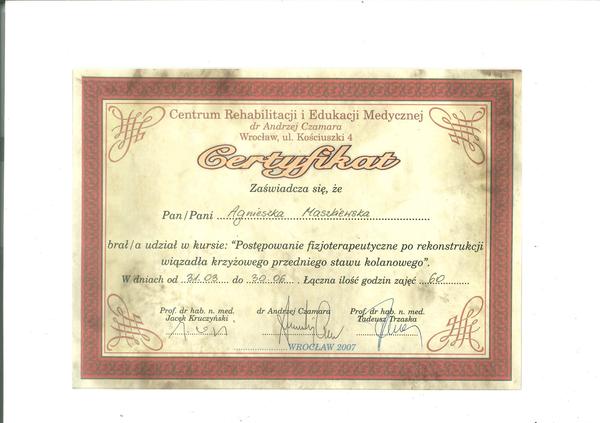 Centrum Rehabilitacji i Edukacji Medycznej
dr Andrzej Czamara
Wrocław, ul. Kościuszki 4
Certyfikat
Zaświadcza się, że
Pan/Pani Agnieszka Maszkiewska
brał/a udział w kursie: "Postępowanie fizjoterapeutyczne po rekonstrukcji
wiązadła krzyżowego przedniego stawu kolanowego".
W dniach od 31.03 do 30.06. Łączna ilość godzin zajęć 60
Prof. dr hab. n. med. dr Andrzej Czamara Prof. dr hab. n. med.
Jacek Kruczyński Tadeusz Trzaska
WROCŁAW 2007